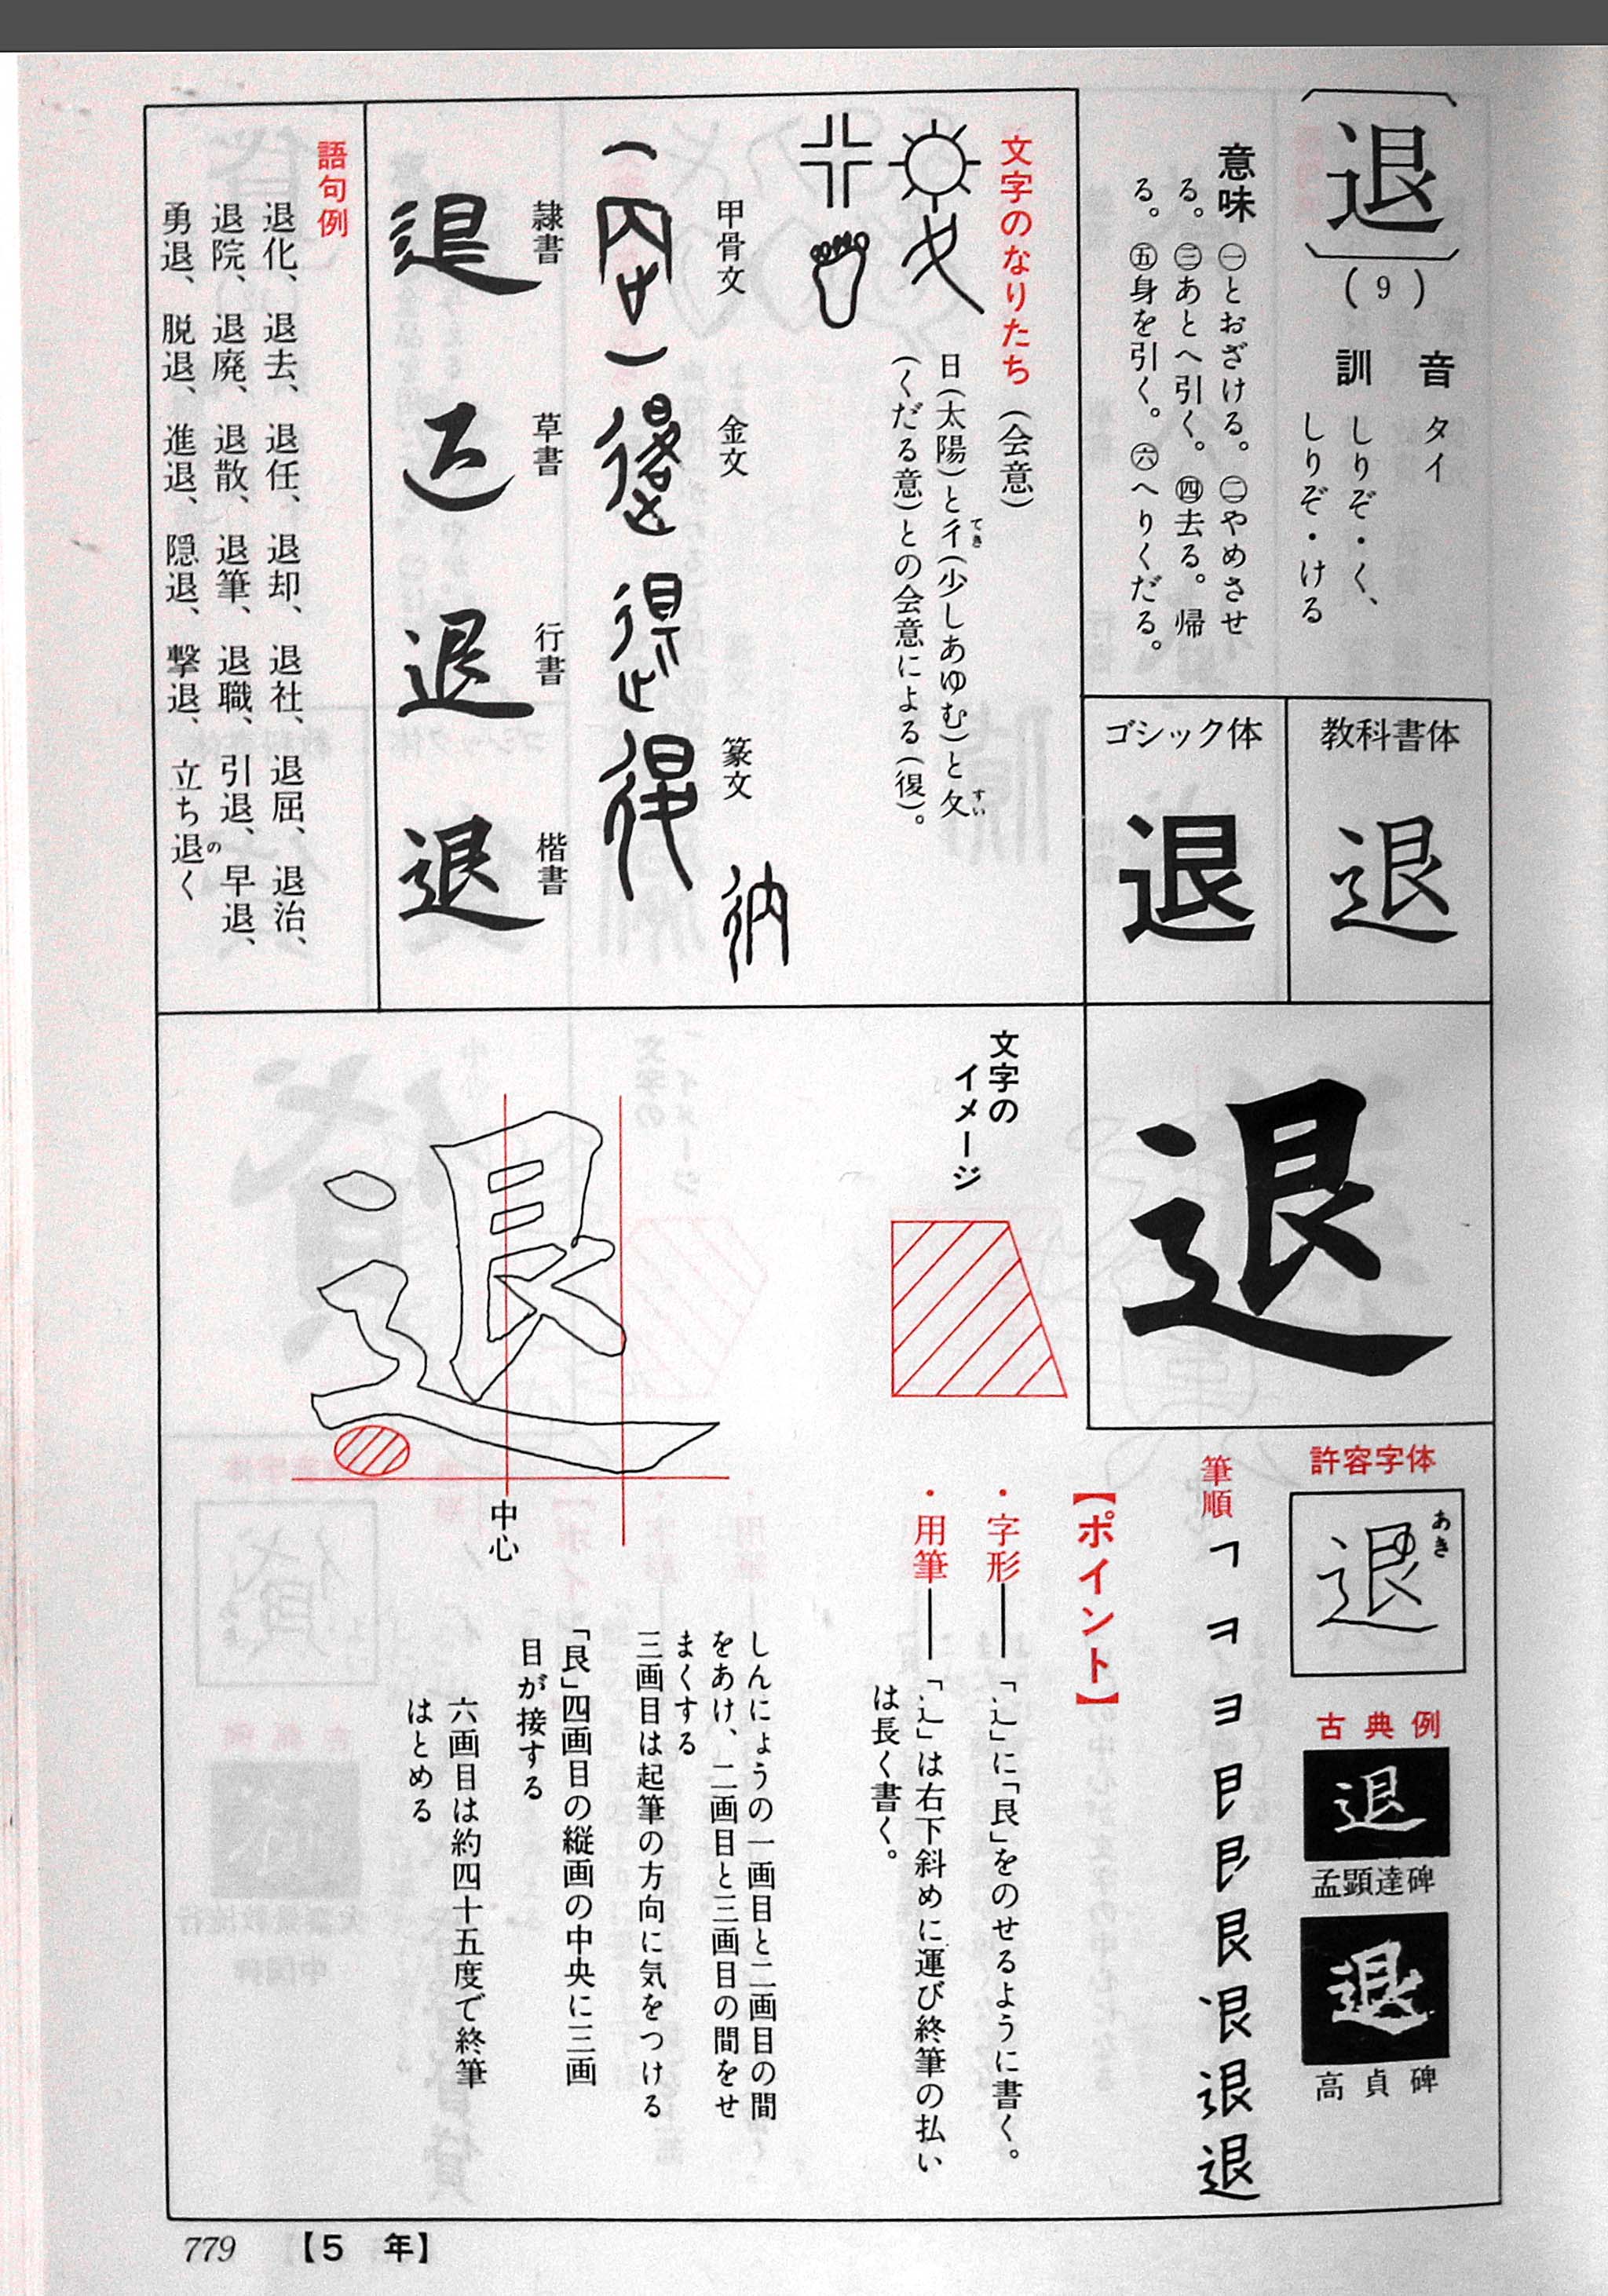 退
(9)
音 タイ
訓 しりぞ・く、
しりぞ・ける
意味 ㊀とおざける。㊁やめさせ
る。㊂あとへ引く。㊃去る。帰
る。㊄身を引く。㊅へりくだる。
教科書体
退
ゴシック体
退
文字のなりたち (会意)
日(太陽)と彳(少しあゆむ)と夊
てき
すい
(くだる意)との会意による(復)。
甲骨文
金文
篆文
隷書
退
草書
退
行書
退
楷書
退
語句例
退化、退去、退任、退却、退社、退屈、退治、
退院、退廃、退散、退筆、退職、引退、早退、
勇退、脱退、進退、隠退、撃退、立ち退く
の
退
文字の
イメージ
中心
許容字体
あき
退
古典例
退
孟顕達碑
退
高貞碑
筆順
退
【ポイント】
・字形――「⻌」に「艮」をのせるように書く。
・用筆――「⻌」は右下斜めに運び終筆の払い
は長く書く。
しんにょうの一画目と二画目の間
をあけ、二画目と三画目の間をせ
まくする
三画目は起筆の方向に気をつける
「艮」四画目の縦画の中央に三画
目が接する
六画目は約四十五度で終筆
はとめる
779 【5 年】